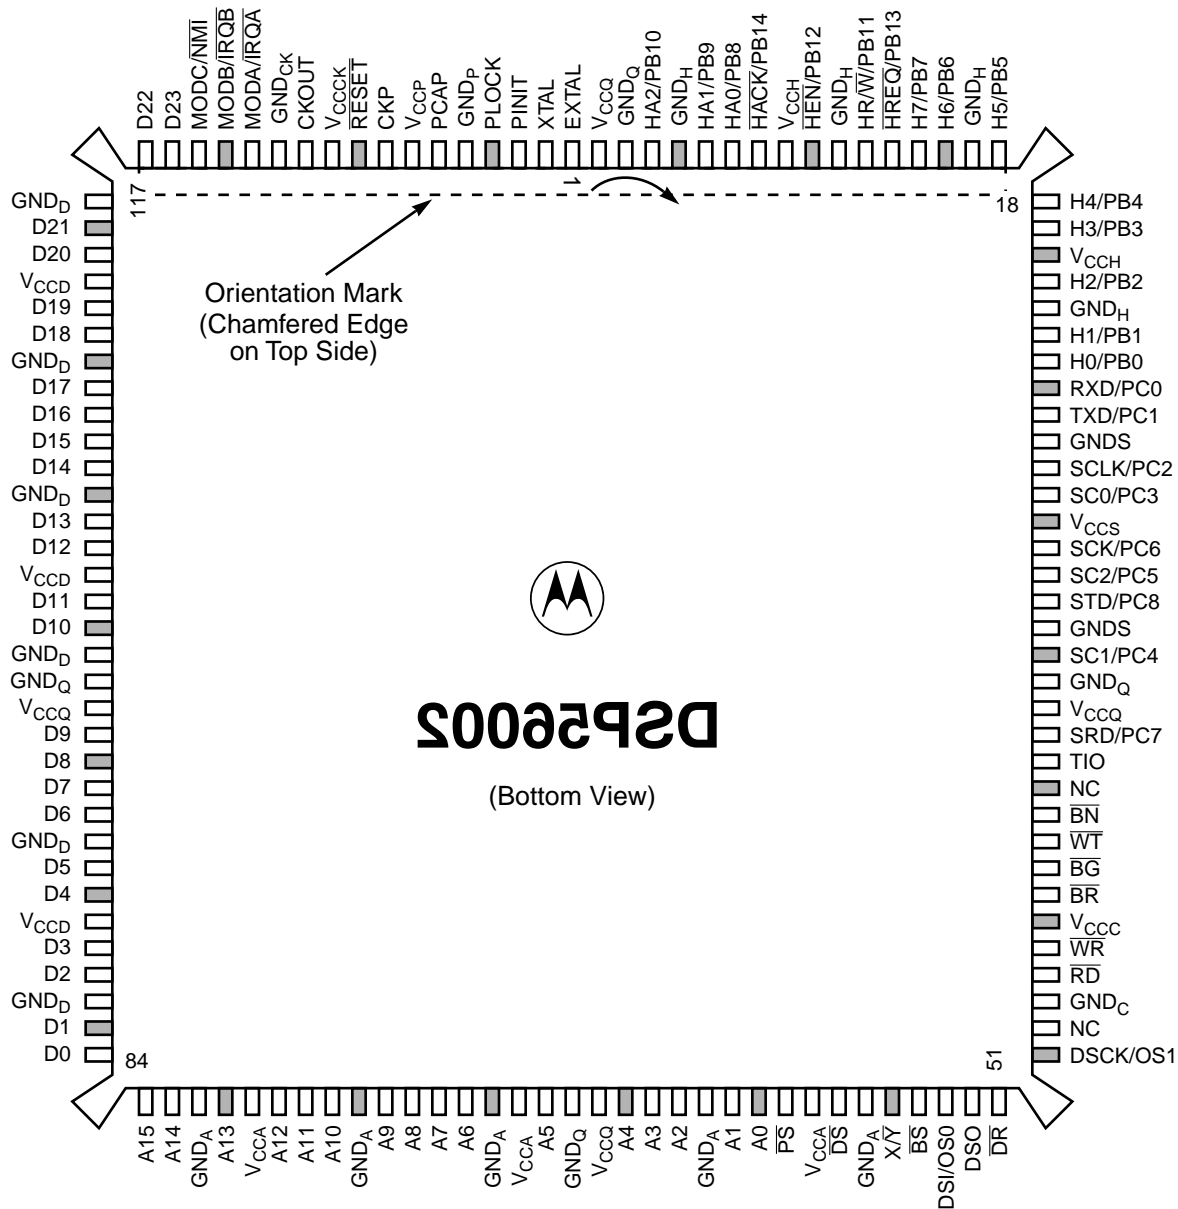 D22
D23
MODC/NMI
MODB/IRQB
MODA/IRQA
GNDCK
CKOUT
VCCCK
RESET
CKP
VCCP
PCAP
GNDP
PLOCK
PINIT
XTAL
EXTAL
VCCQ
GNDQ
HA2/PB10
GNDH
HA1/PB9
HA0/PB8
HACK/PB14
VCCH
HEN/PB12
GNDH
HR/W/PB11
HREQ/PB13
H7/PB7
H6/PB6
GNDH
H5/PB5
117
1
18
GNDD
D21
D20
VCCD
D19
D18
GNDD
D17
D16
D15
D14
GNDD
D13
D12
VCCD
D11
D10
GNDD
GNDQ
VCCQ
D9
D8
D7
D6
GNDD
D5
D4
VCCD
D3
D2
GNDD
D1
D0
Orientation Mark
(Chamfered Edge
on Top Side)
DSP56002
(Bottom View)
H4/PB4
H3/PB3
VCCH
H2/PB2
GNDH
H1/PB1
H0/PB0
RXD/PC0
TXD/PC1
GNDS
SCLK/PC2
SC0/PC3
VCCS
SCK/PC6
SC2/PC5
STD/PC8
GNDS
SC1/PC4
GNDQ
VCCQ
SRD/PC7
TIO
NC
BN
WT
BG
BR
VCCC
WR
RD
GNDC
NC
DSCK/OS1
84
51
A15
A14
GNDA
A13
VCCA
A12
A11
A10
GNDA
A9
A8
A7
A6
GNDA
VCCA
A5
GNDQ
VCCQ
A4
A3
A2
GNDA
A1
A0
PS
VCCA
DS
GNDA
X/Y
BS
DSI/OS0
DSO
DR